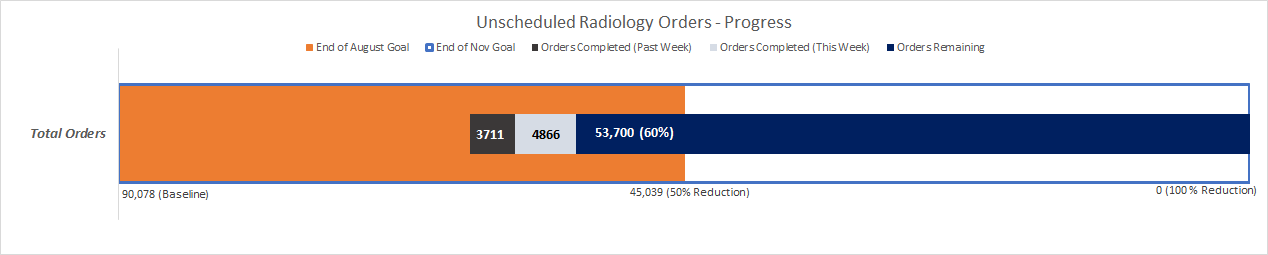 Unscheduled Radiology Orders - Progress
End of August Goal End of Nov Goal Orders Completed (Past Week) Orders Completed (This Week) Orders Remaining
Total Orders 3711 4866 53,700 (60%)
90,078 (Baseline) 45,039 (50% Reduction) 0 (100% Reduction)